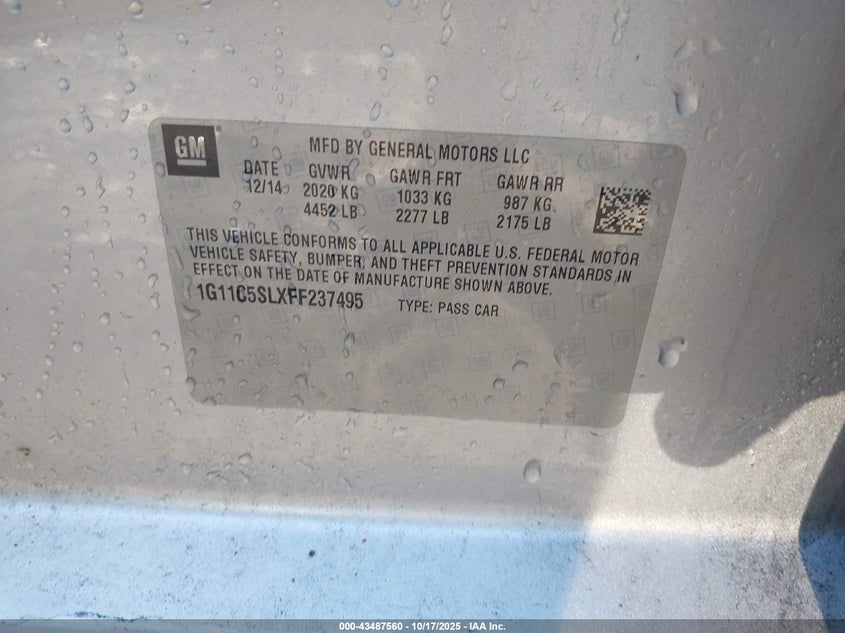 GM
MFD BY GENERAL MOTORS LLC
DATE GVWR GAWR FRT GAWR RR
12/14 2020 KG 1033 KG 987 KG
4452 LB 2277 LB 2175 LB
THIS VEHICLE CONFORMS TO ALL APPLICABLE U.S. FEDERAL MOTOR
VEHICLE SAFETY, BUMPER, AND THEFT PREVENTION STANDARDS IN
EFFECT ON THE DATE OF MANUFACTURE SHOWN ABOVE.
1G11C5SLXFF237495 TYPE: PASS CAR
000-43487560 - 10/17/2025 - IAA Inc.